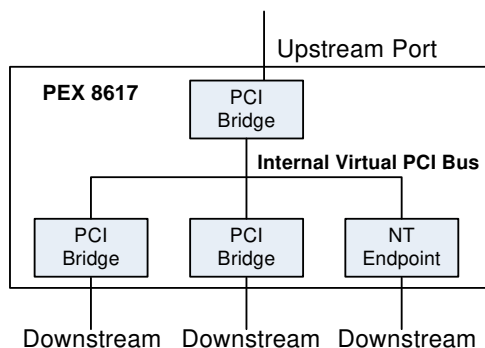 Upstream Port
PEX 8617
PCI
Bridge
Internal Virtual PCI Bus
PCI
Bridge
PCI
Bridge
NT
Endpoint
Downstream
Downstream
Downstream